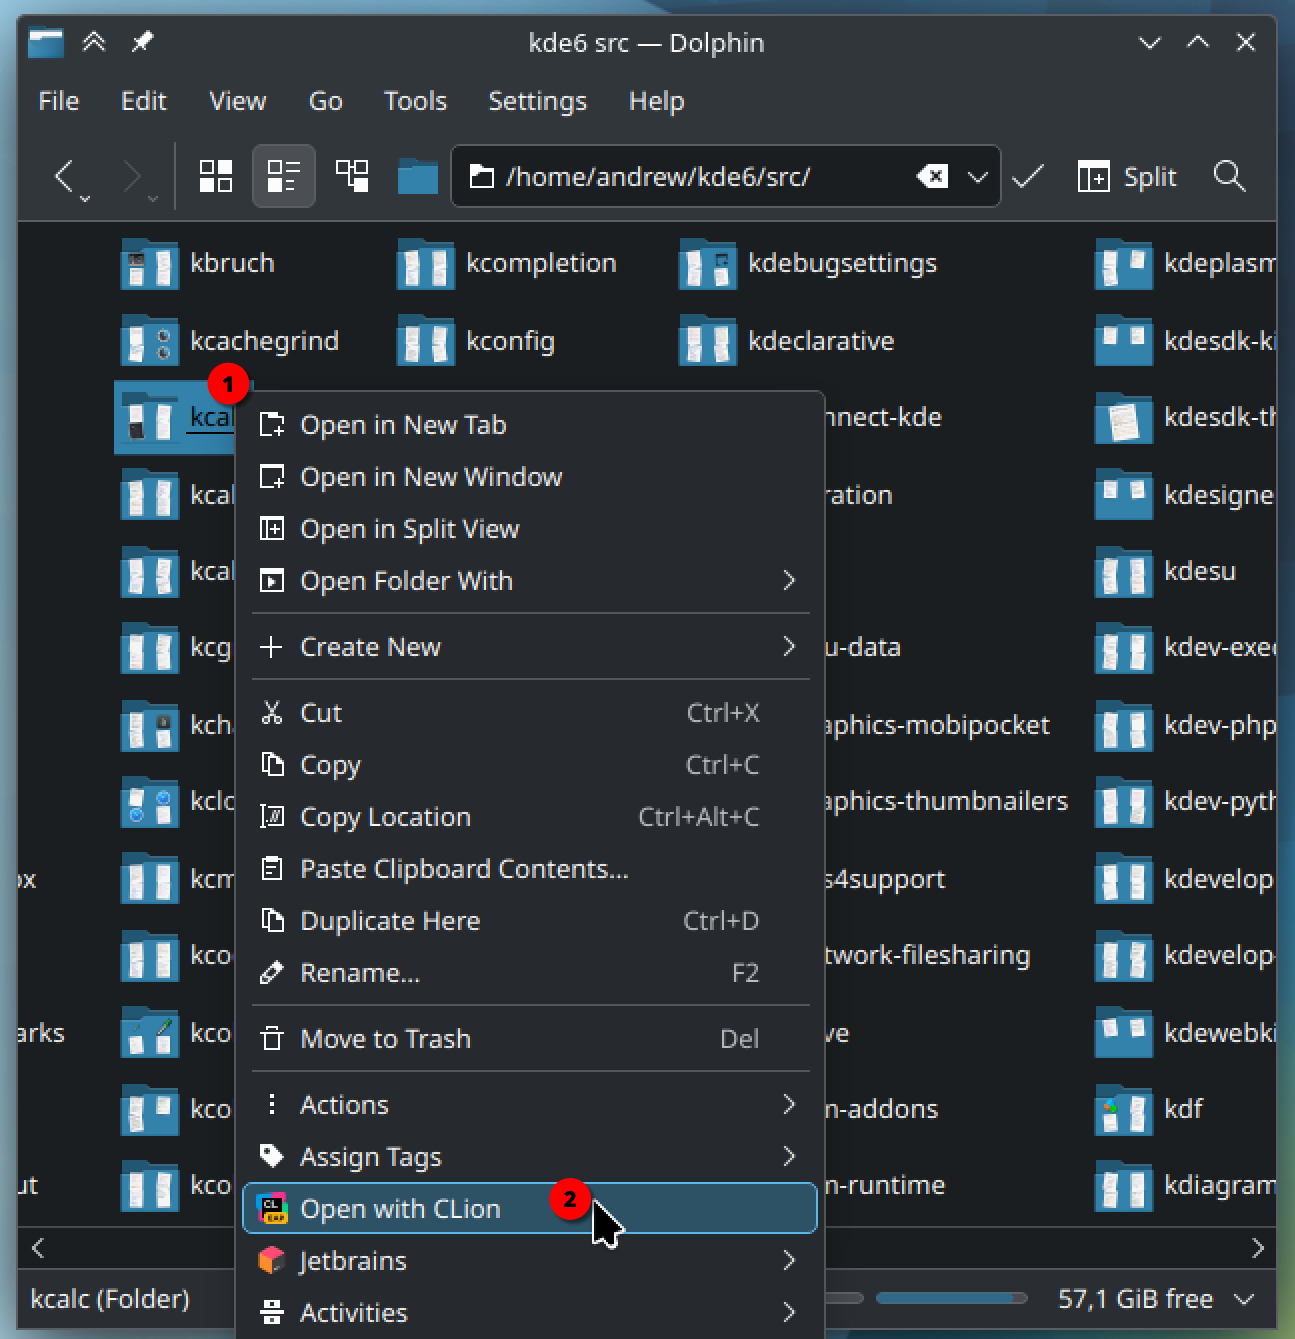 kde6 src — Dolphin
File Edit View Go Tools Settings Help
/home/andrew/kde6/src/ Split
kbruch kcompletion kdebugsettings kdeplasm
kcachegrind kconfig kdeclarative kdesdk-ki
1
kcal nnect-kde kdesdk-th
Open in New Tab
Open in New Window
kcal ration kdesigne
Open in Split View
kcal kdesu
Open Folder With
kcg u-data kdev-exe
Create New
Cut Ctrl+X
kch aphics-mobipocket kdev-php
Copy Ctrl+C
kclo aphics-thumbnailers kdev-pyth
Copy Location Ctrl+Alt+C
Paste Clipboard Contents...
ox kcm s4support kdevelop
Duplicate Here Ctrl+D
kco twork-filesharing kdevelop-
Rename... F2
Move to Trash Del
arks kco ve kdewebki
Actions
kco n-addons kdf
Assign Tags
ut kco n-runtime kdiagram
CL EAP Open with CLion 2
Jetbrains
kcalc (Folder) 57,1 GiB free
Activities